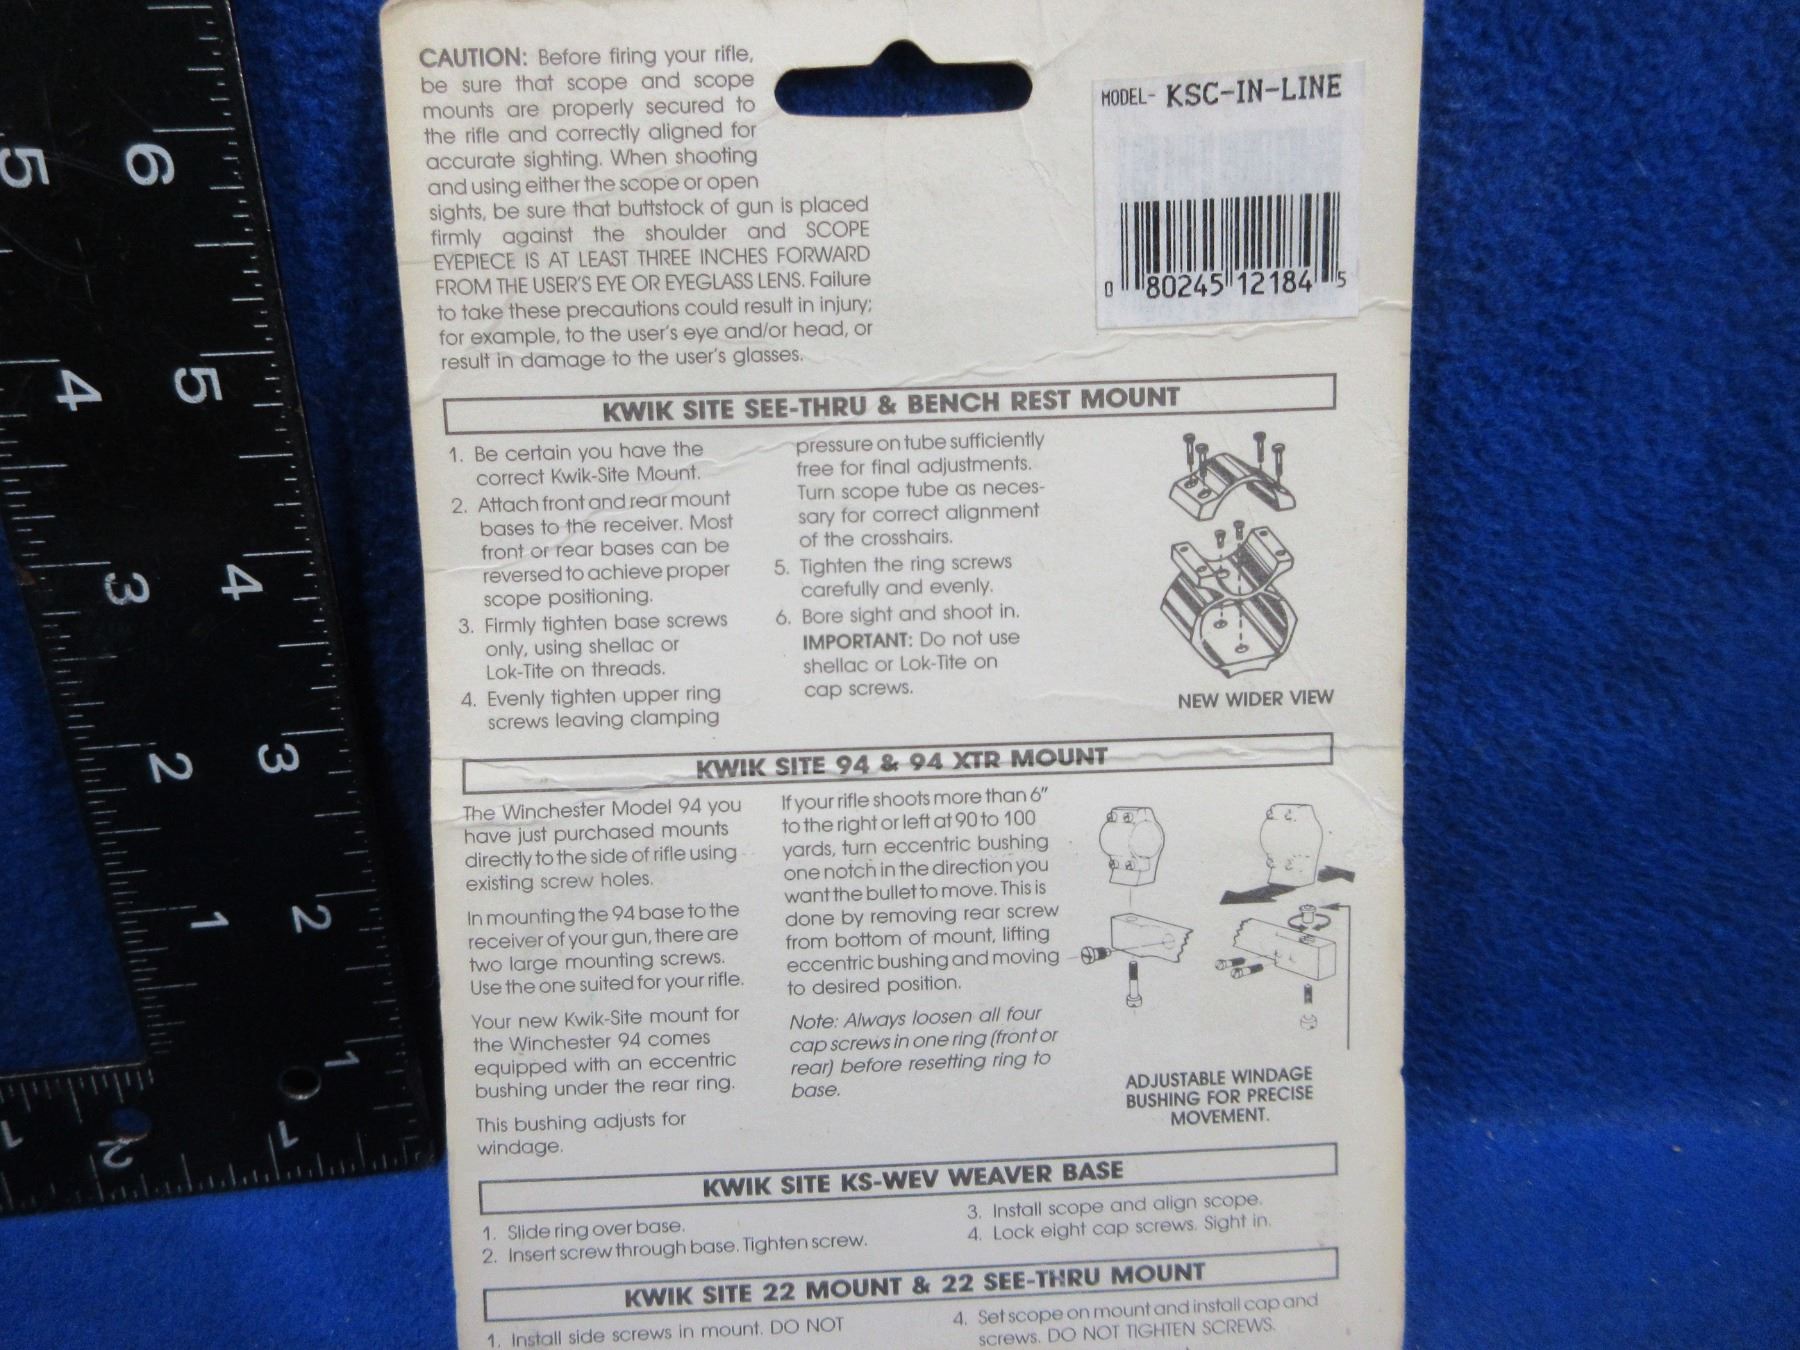 CAUTION: Before firing your rifle,
be sure that scope and scope
mounts are properly secured to
the rifle and correctly aligned for
accurate sighting. When shooting
and using either the scope or open
sights, be sure that buttstock of gun is placed
firmly against the shoulder and SCOPE
EYEPIECE IS AT LEAST THREE INCHES FORWARD
FROM THE USER'S EYE OR EYEGLASS LENS. Failure
to take these precautions could result in injury;
for example, to the user's eye and/or head, or
result in damage to the user's glasses.
MODEL- KSC-IN-LINE
0 80245 12184 5
KWIK SITE SEE-THRU & BENCH REST MOUNT
1. Be certain you have the
correct Kwik-Site Mount.
2. Attach front and rear mount
bases to the receiver. Most
front or rear bases can be
reversed to achieve proper
scope positioning.
3. Firmly tighten base screws
only, using shellac or
Lok-Tite on threads.
4. Evenly tighten upper ring
screws leaving clamping
pressure on tube sufficiently
free for final adjustments.
Turn scope tube as neces-
sary for correct alignment
of the crosshairs.
5. Tighten the ring screws
carefully and evenly.
6. Bore sight and shoot in.
IMPORTANT: Do not use
shellac or Lok-Tite on
cap screws.
NEW WIDER VIEW
KWIK SITE 94 & 94 XTR MOUNT
The Winchester Model 94 you
have just purchased mounts
directly to the side of rifle using
existing screw holes.
In mounting the 94 base to the
receiver of your gun, there are
two large mounting screws.
Use the one suited for your rifle.
Your new Kwik-Site mount for
the Winchester 94 comes
equipped with an eccentric
bushing under the rear ring.
This bushing adjusts for
windage.
If your rifle shoots more than 6"
to the right or left at 90 to 100
yards, turn eccentric bushing
one notch in the direction you
want the bullet to move. This is
done by removing rear screw
from bottom of mount, lifting
eccentric bushing and moving
to desired position.
Note: Always loosen all four
cap screws in one ring (front or
rear) before resetting ring to
base.
ADJUSTABLE WINDAGE
BUSHING FOR PRECISE
MOVEMENT.
KWIK SITE KS-WEV WEAVER BASE
1. Slide ring over base.
2. Insert screw through base. Tighten screw.
3. Install scope and align scope.
4. Lock eight cap screws. Sight in.
KWIK SITE 22 MOUNT & 22 SEE-THRU MOUNT
1. Install side screws in mount. DO NOT
4. Set scope on mount and install cap and
screws. DO NOT TIGHTEN SCREWS.
5 6
4 5
3 4
2 3
1 2
1
1 2 1